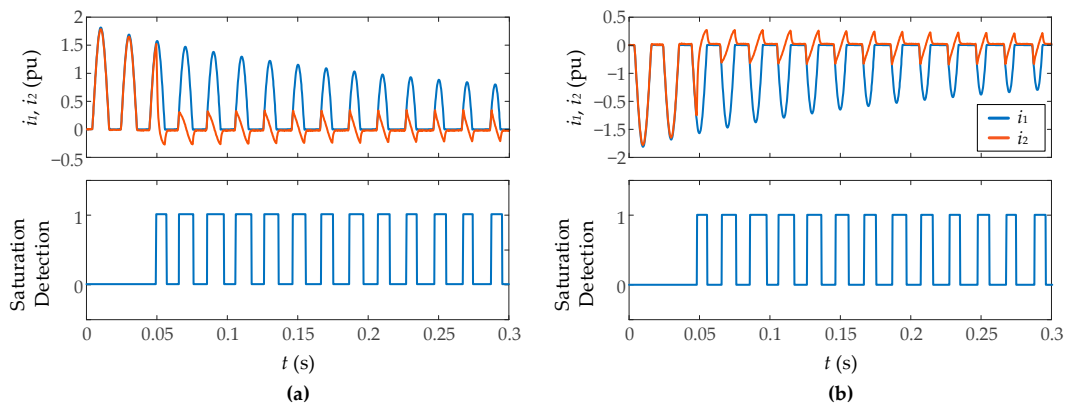 2
1.5
1
0.5
0
−0.5
i₁, i₂ (pu)
1
0
Saturation
Detection
0 0.05 0.1 0.15 0.2 0.25 0.3
t (s)
(a)
0.5
0
−0.5
−1
−1.5
−2
i₁, i₂ (pu)
i₁
i₂
1
0
Saturation
Detection
0 0.05 0.1 0.15 0.2 0.25 0.3
t (s)
(b)